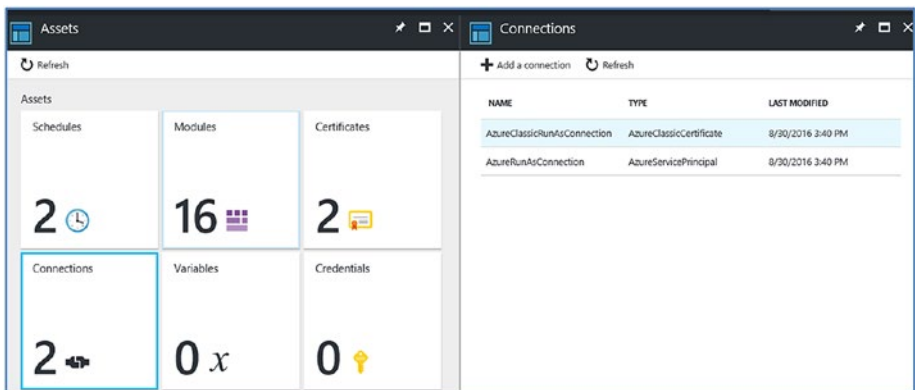 Assets
Refresh
Assets
Schedules
2
Modules
16
Certificates
2
Connections
2
Variables
0 x
Credentials
0
Connections
Add a connection Refresh
NAME TYPE LAST MODIFIED
AzureClassicRunAsConnection AzureClassicCertificate 8/30/2016 3:40 PM
AzureRunAsConnection AzureServicePrincipal 8/30/2016 3:40 PM